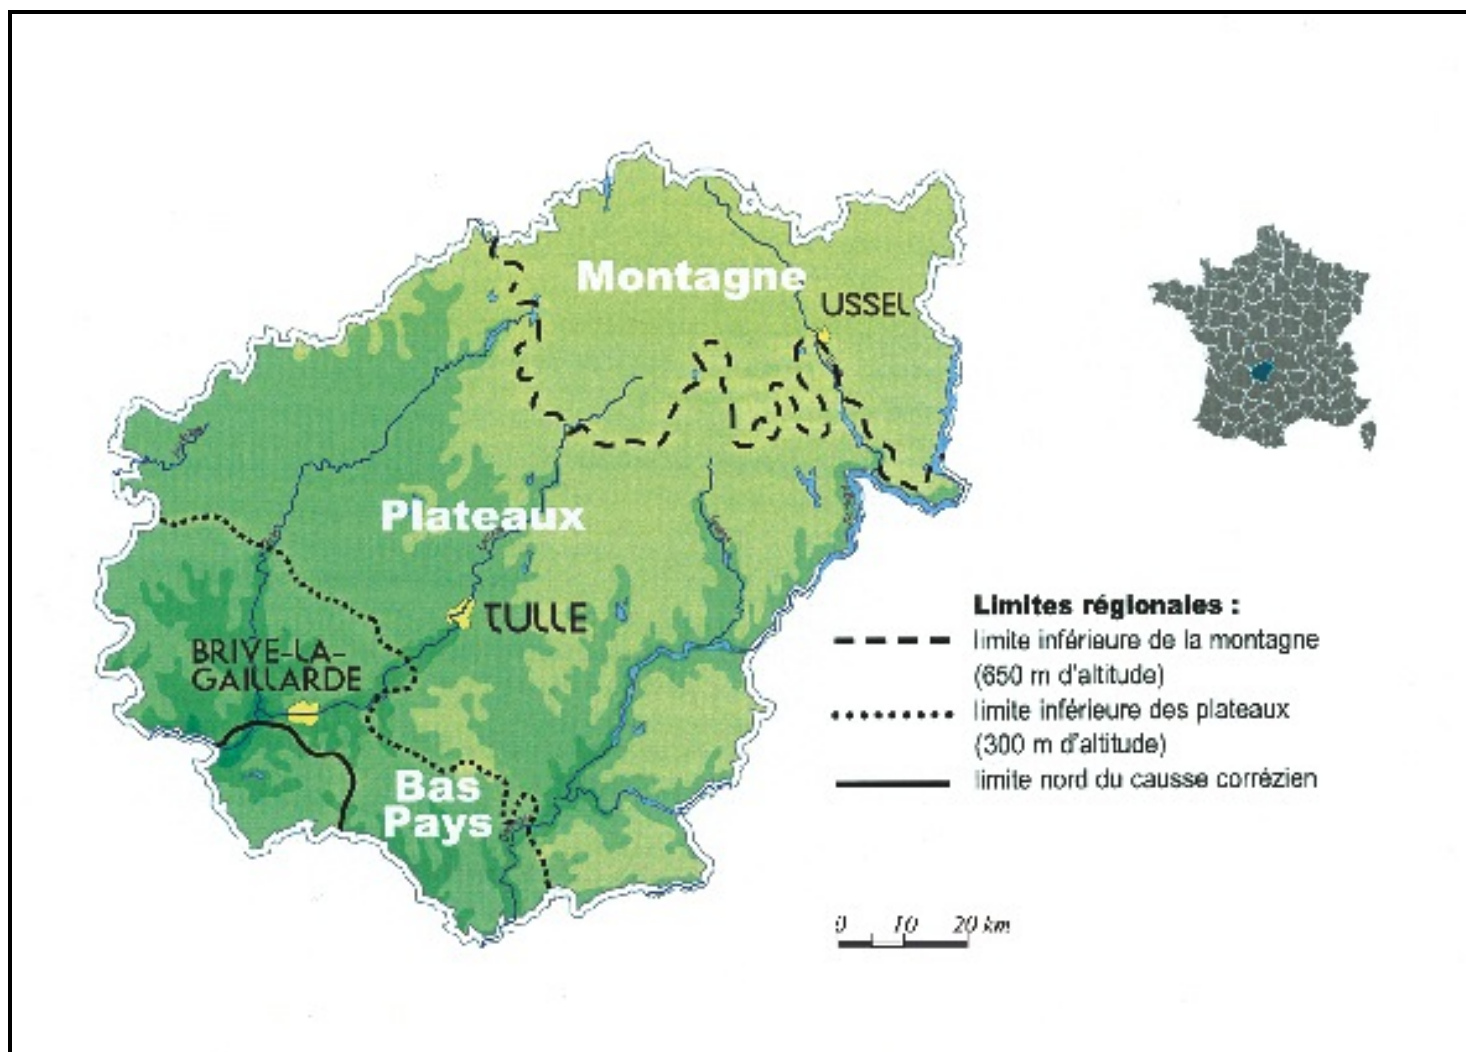 Montagne
USSEL
Plateaux
TULLE
BRIVE-LA-
GAILLARDE
Bas
Pays
Limites régionales :
limite inférieure de la montagne
(650 m d'altitude)
limite inférieure des plateaux
(300 m d'altitude)
limite nord du causse corrézien
0 10 20 km